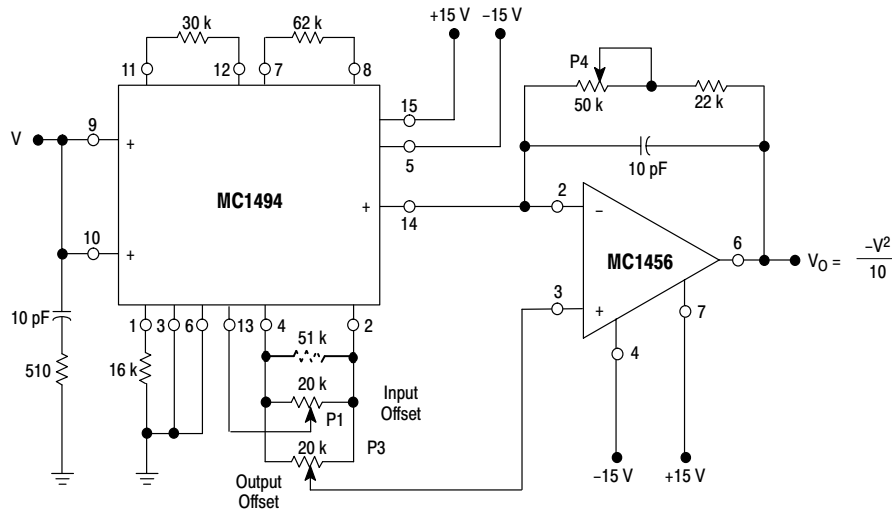 30 k
62 k
+15 V
−15 V
11
12
7
8
P4
50 k
22 k
15
9
V
+
5
10 pF
MC1494
2
+
14
−
10
+
MC1456
6
V_O = −V²/10
3
+
7
10 pF
1
3
6
13
4
2
4
51 k
510
16 k
20 k
Input
Offset
P1
20 k
P3
Output
Offset
−15 V
+15 V